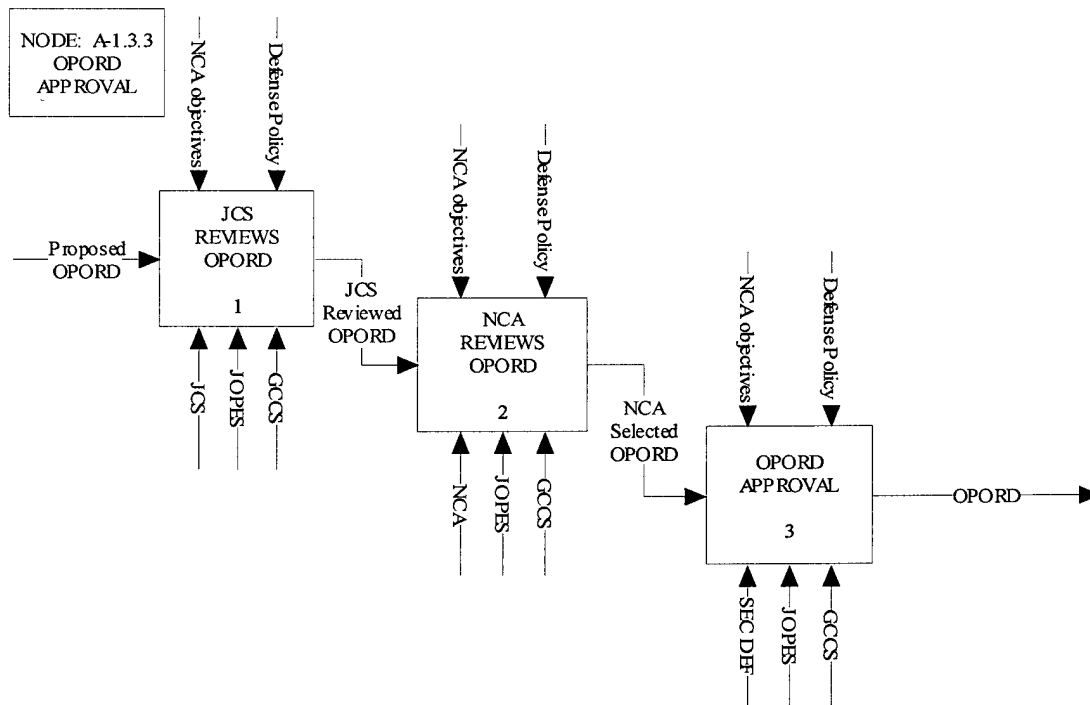 NODE: A-1.3.3
OPORD
APPROVAL
NCA objectives
Defense Policy
Proposed
OPORD
JCS
REVIEWS
OPORD
1
JCS
JOPES
GCCS
JCS
Reviewed
OPORD
NCA objectives
Defense Policy
NCA
REVIEWS
OPORD
2
NCA
JOPES
GCCS
NCA
Selected
OPORD
NCA objectives
Defense Policy
OPORD
APPROVAL
3
SEC DEF
JOPES
GCCS
OPORD